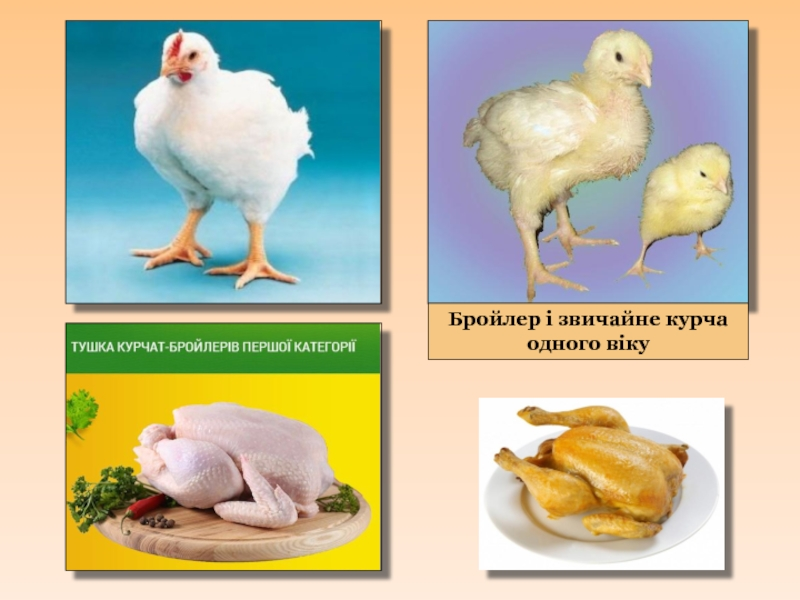 Бройлер і звичайне курча
одного віку
ТУШКА КУРЧАТ-БРОЙЛЕРІВ ПЕРШОЇ КАТЕГОРІЇ